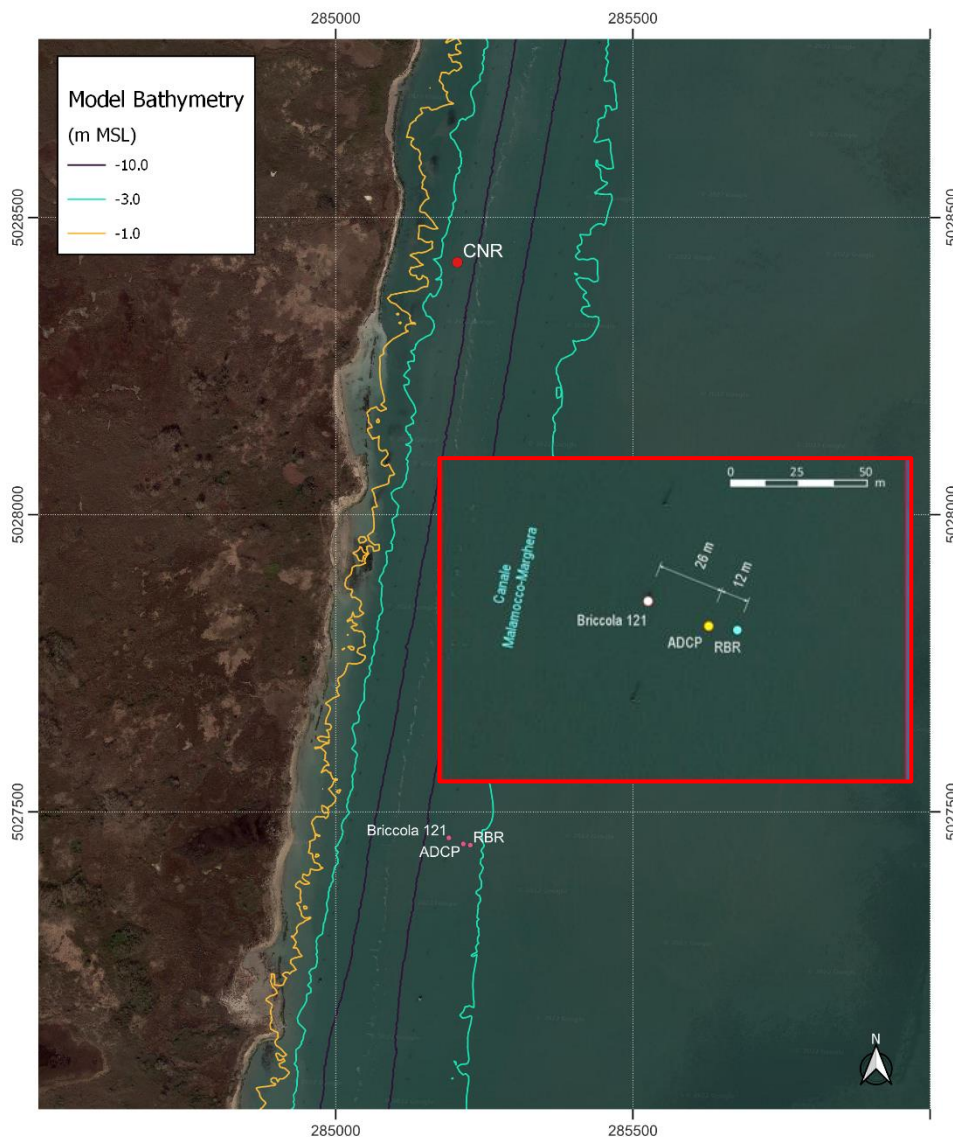 285000
285500
Model Bathymetry
(m MSL)
-10.0
-3.0
-1.0
5028500
5028500
CNR
5028000
5028000
0 25 50
m
Canale
Malamocco-Marghera
26 m
12 m
Briccola 121
ADCP
RBR
5027500
5027500
Briccola 121
RBR
ADCP
N
285000
285500